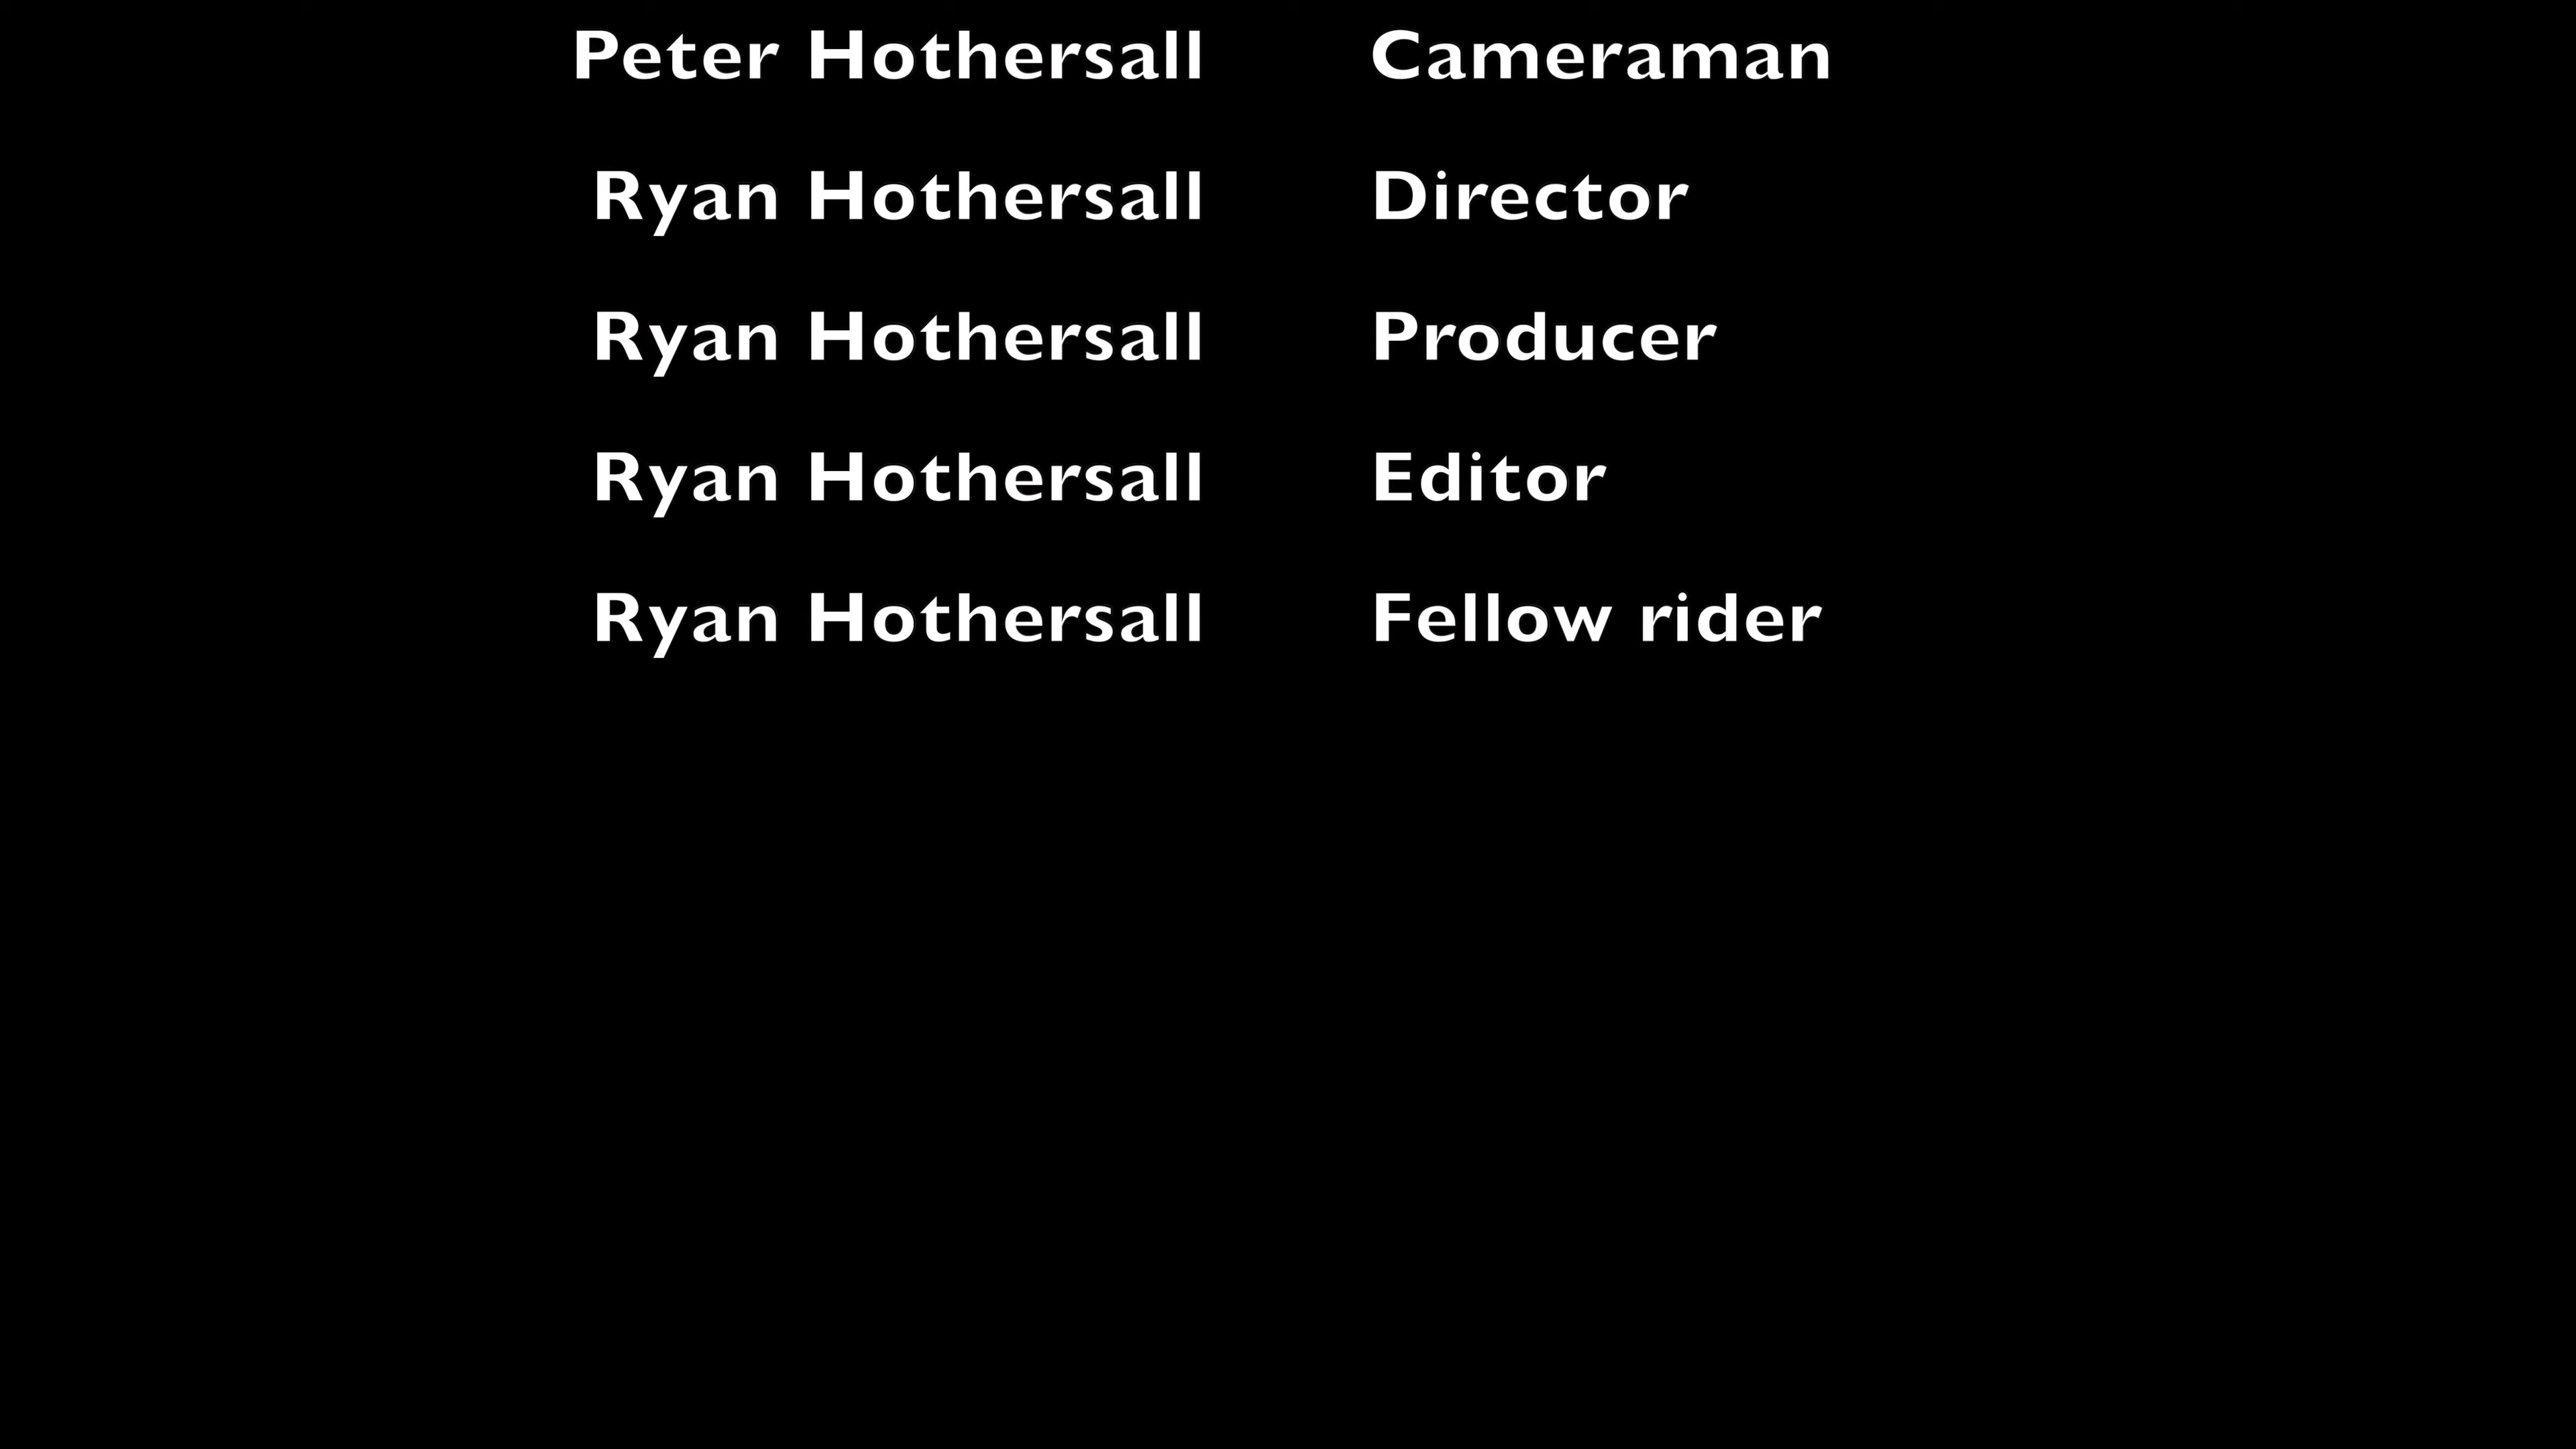 Peter Hothersall Cameraman
Ryan Hothersall Director
Ryan Hothersall Producer
Ryan Hothersall Editor
Ryan Hothersall Fellow rider